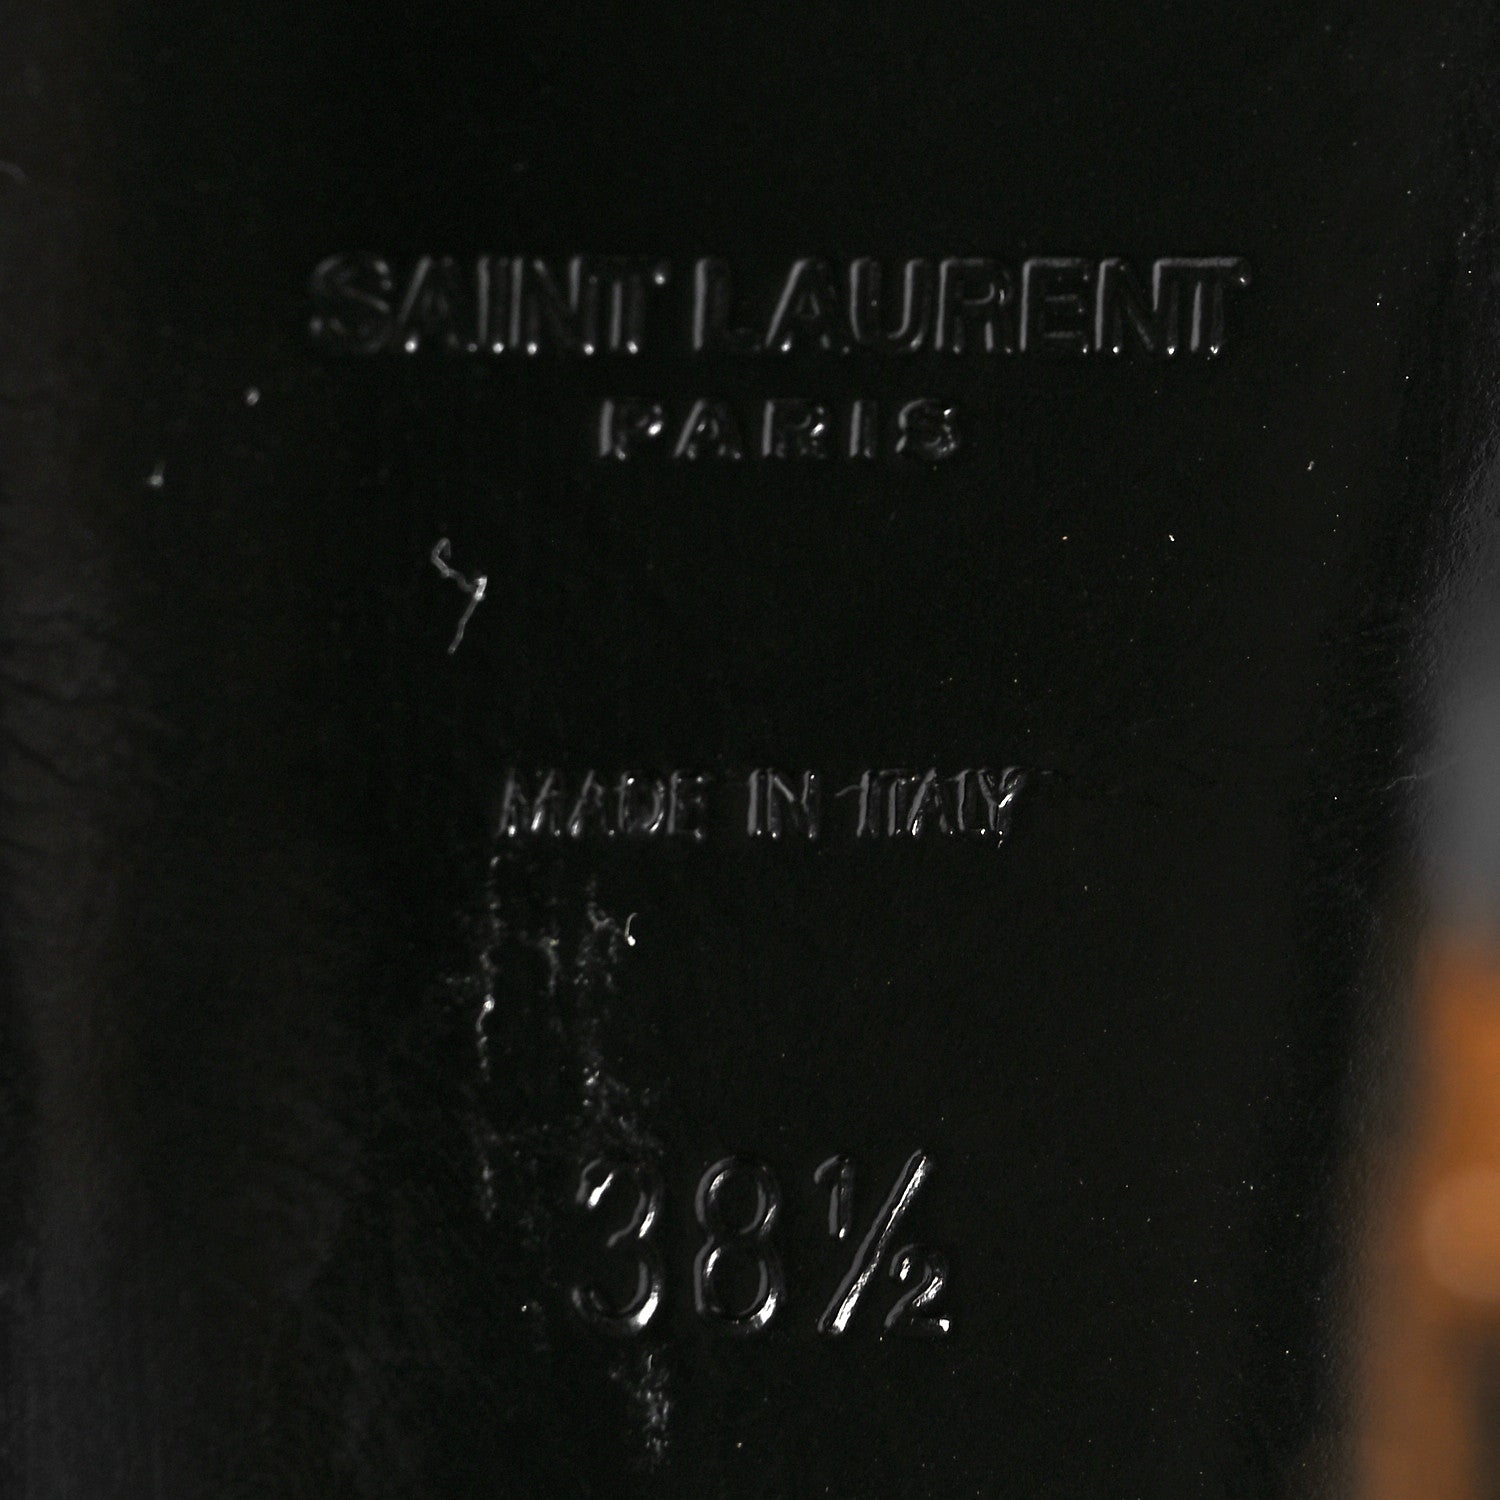 SAINT LAURENT
PARIS
MADE IN ITALY
38½